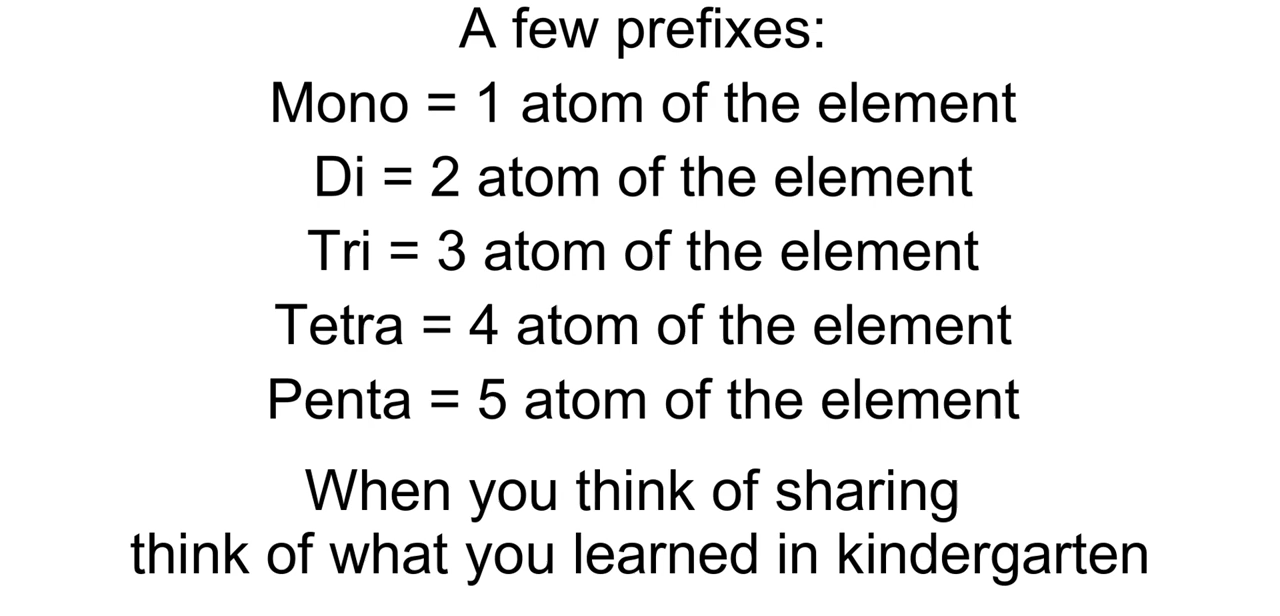 A few prefixes:
Mono = 1 atom of the element
Di = 2 atom of the element
Tri = 3 atom of the element
Tetra = 4 atom of the element
Penta = 5 atom of the element
When you think of sharing
think of what you learned in kindergarten